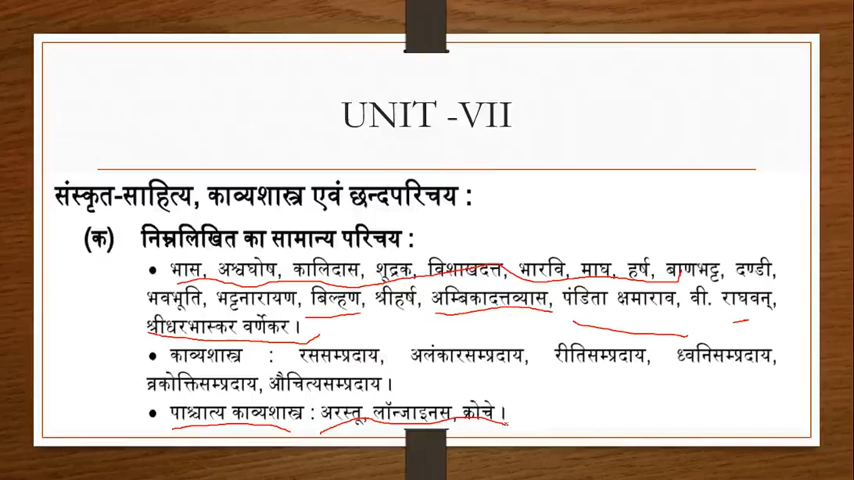 UNIT -VII
संस्कृत-साहित्य, काव्यशास्त्र एवं छन्दपरिचय :
(क) निम्नलिखित का सामान्य परिचय :
• भास, अश्वघोष, कालिदास, शूद्रक, विशाखदत्त, भारवि, माघ, हर्ष, बाणभट्ट, दण्डी,
भवभूति, भट्टनारायण, बिल्हण, श्रीहर्ष, अम्बिकादत्तव्यास, पंडिता क्षमाराव, वी. राघवन्,
श्रीधरभास्कर वर्णेकर।
• काव्यशास्त्र : रससम्प्रदाय, अलंकारसम्प्रदाय, रीतिसम्प्रदाय, ध्वनिसम्प्रदाय,
व्रकोक्तिसम्प्रदाय, औचित्यसम्प्रदाय।
• पाश्चात्य काव्यशास्त्र : अरस्तू, लॉन्जाइनस, क्रोचे।